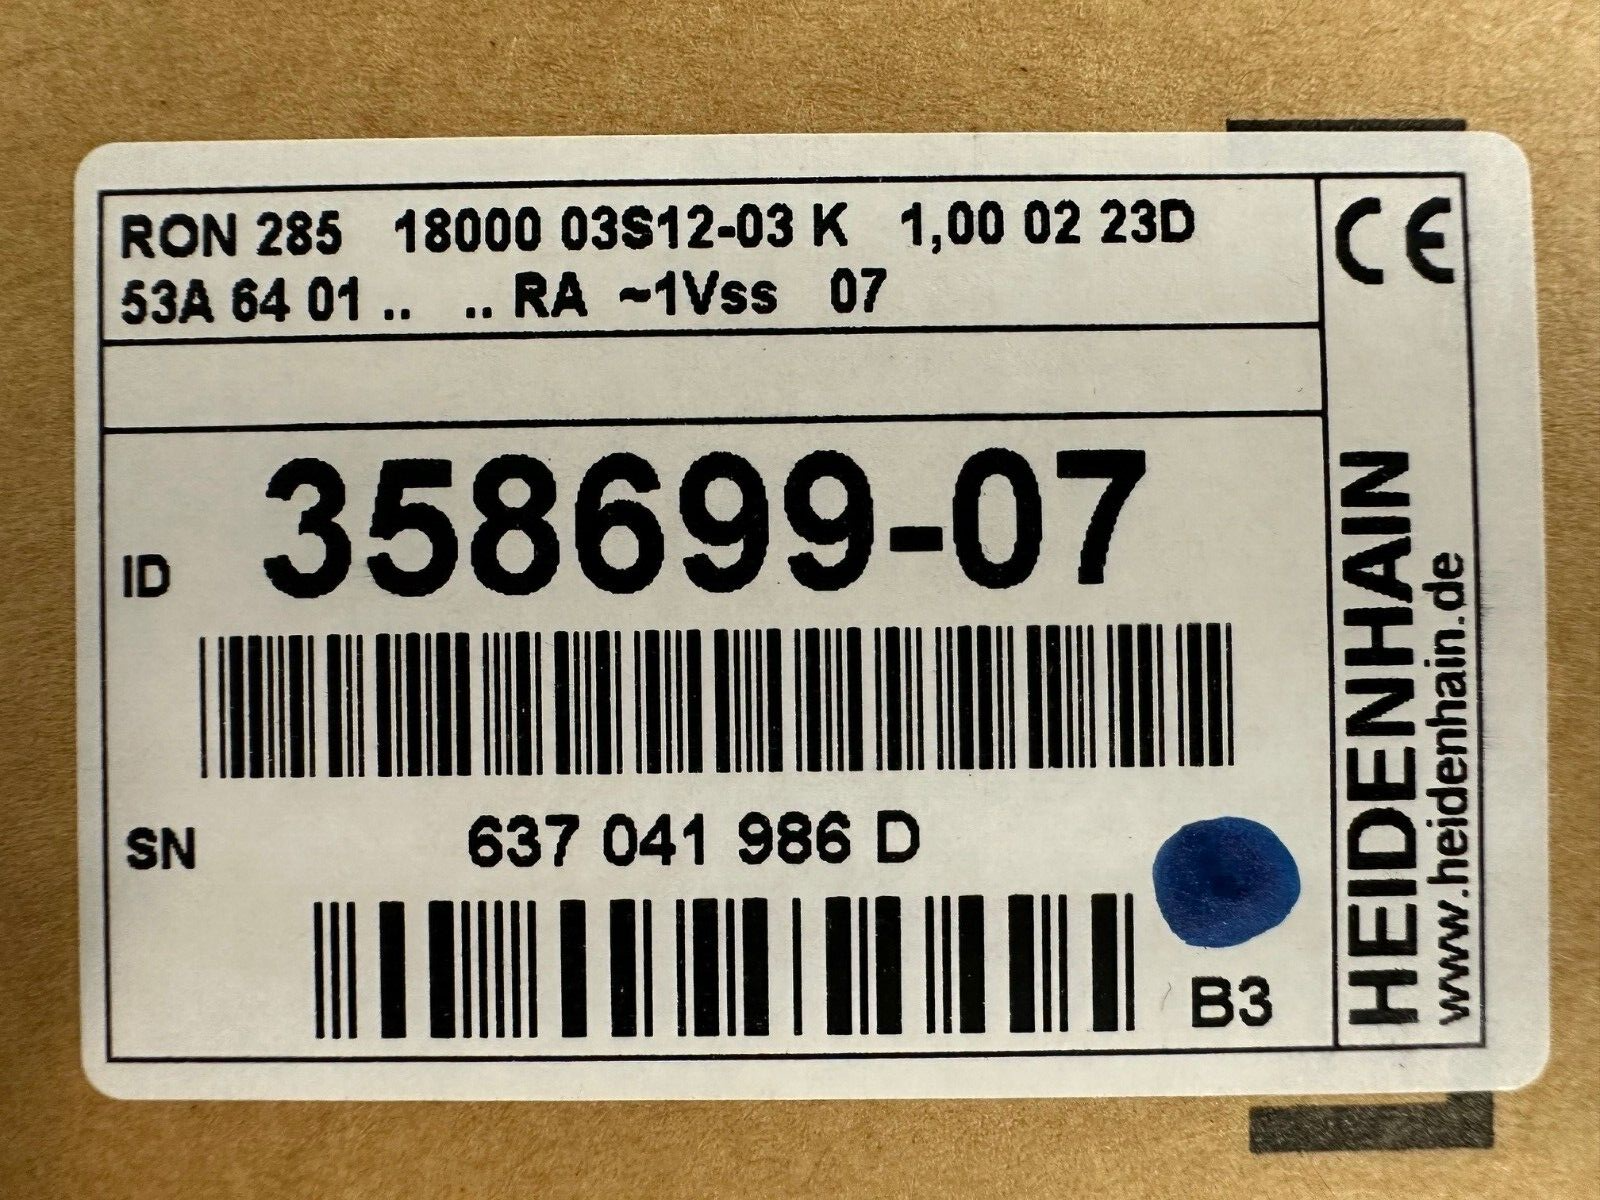 RON 285 18000 03S12-03 K 1,00 02 23D
53A 64 01 .. .. RA ~1Vss 07
CE
ID 358699-07
SN 637 041 986 D
B3
HEIDENHAIN
www.heidenhain.de